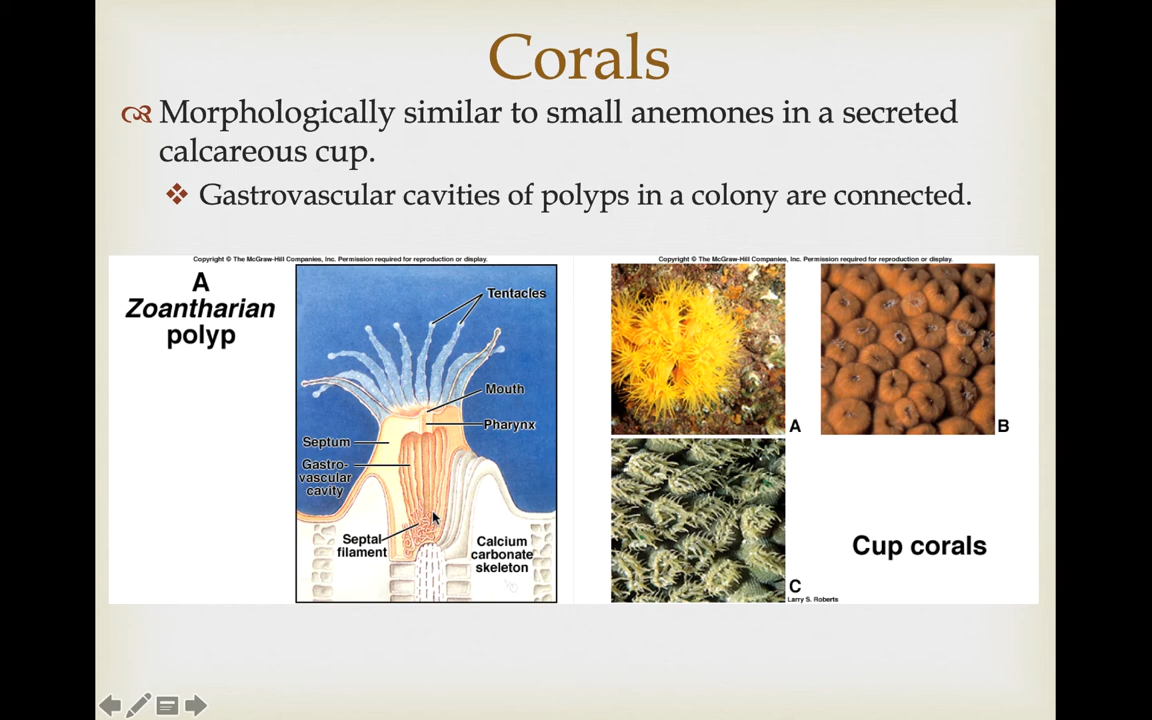 Corals
Morphologically similar to small anemones in a secreted
calcareous cup.
Gastrovascular cavities of polyps in a colony are connected.
Copyright © The McGraw-Hill Companies, Inc. Permission required for reproduction or display.
A
Zoantharian
polyp
Tentacles
Mouth
Pharynx
Septum
Gastro-
vascular
cavity
Septal
filament
Calcium
carbonate
skeleton
Copyright © The McGraw-Hill Companies, Inc. Permission required for reproduction or display.
A
B
C
Larry S. Roberts
Cup corals